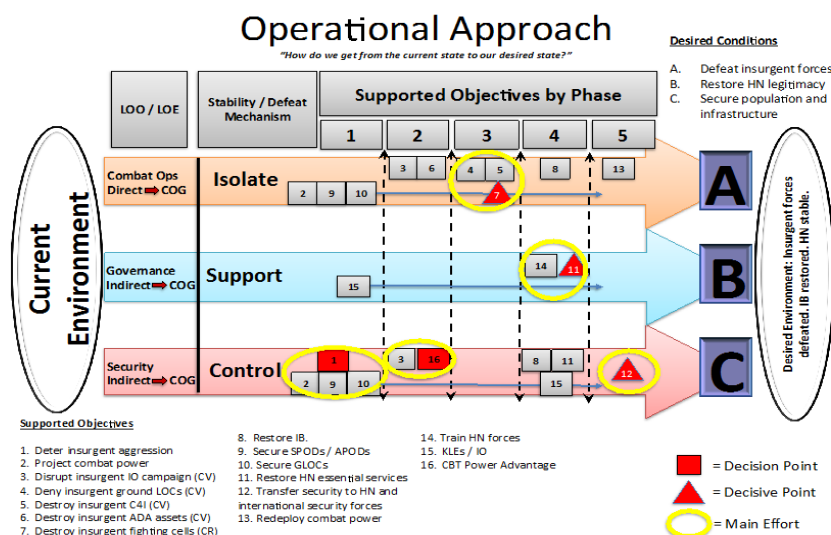 Operational Approach
"How do we get from the current state to our desired state?"
Desired Conditions
A. Defeat insurgent forces
B. Restore HN legitimacy
C. Secure population and
infrastructure
LOO / LOE
Stability / Defeat
Mechanism
Supported Objectives by Phase
1 2 3 4 5
Current
Environment
Combat Ops
Direct COG
Isolate
2 9 10
3 6
4 5
7
8
13
A
Governance
Indirect COG
Support
15
14
11
B
Security
Indirect COG
Control
1
2 9 10
3 16
8 11
15
12
C
Desired Environment: Insurgent forces
defeated. IB restored. HN stable.
Supported Objectives
1. Deter insurgent aggression
2. Project combat power
3. Disrupt insurgent IO campaign (CV)
4. Deny insurgent ground LOCs (CV)
5. Destroy insurgent C4I (CV)
6. Destroy insurgent ADA assets (CV)
7. Destroy insurgent fighting cells (CR)
8. Restore IB.
9. Secure SPODs / APODs
10. Secure GLOCs
11. Restore HN essential services
12. Transfer security to HN and
international security forces
13. Redeploy combat power
14. Train HN forces
15. KLEs / IO
16. CBT Power Advantage
= Decision Point
= Decisive Point
= Main Effort